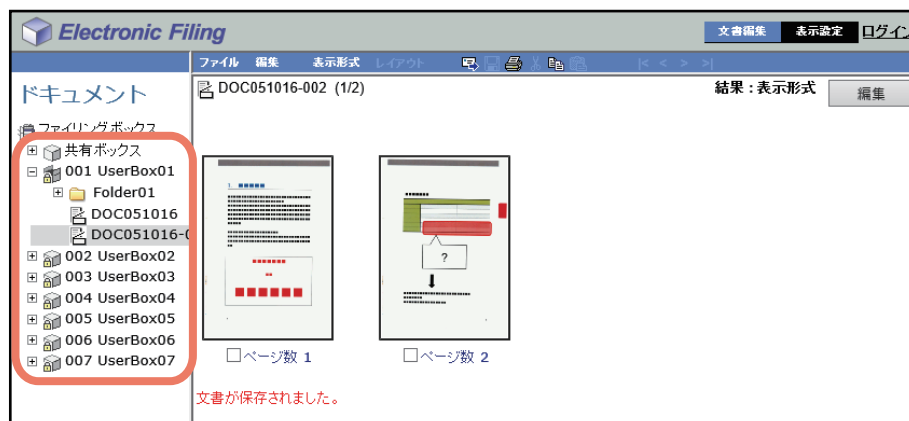 Electronic Filing
文書編集 表示設定 ログイン
ファイル 編集 表示形式 レイアウト |< < > >|
ドキュメント
DOC051016-002 (1/2)
結果：表示形式 編集
ファイリングボックス
共有ボックス
001 UserBox01
Folder01
DOC051016
DOC051016-0
002 UserBox02
003 UserBox03
004 UserBox04
005 UserBox05
006 UserBox06
007 UserBox07
1.
?
ページ数 1
ページ数 2
文書が保存されました。